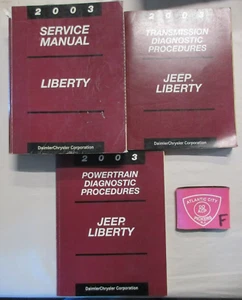 2003
SERVICE
MANUAL
LIBERTY
DaimlerChrysler Corporation
2003
TRANSMISSION
DIAGNOSTIC
PROCEDURES
JEEP.
LIBERTY
DaimlerChrysler Corporation
2003
POWERTRAIN
DIAGNOSTIC
PROCEDURES
JEEP.
LIBERTY
DaimlerChrysler Corporation
ATLANTIC CITY
F